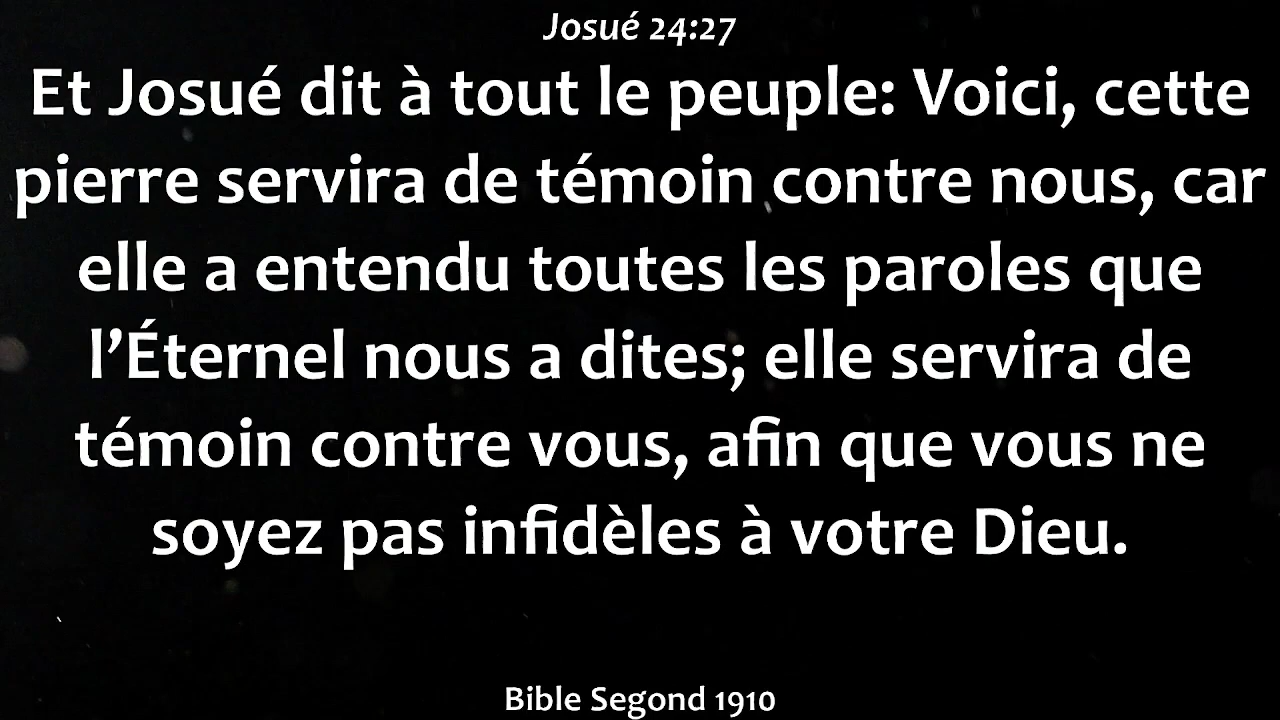 Josué 24:27
Et Josué dit à tout le peuple: Voici, cette
pierre servira de témoin contre nous, car
elle a entendu toutes les paroles que
l’Éternel nous a dites; elle servira de
témoin contre vous, afin que vous ne
soyez pas infidèles à votre Dieu.
Bible Segond 1910